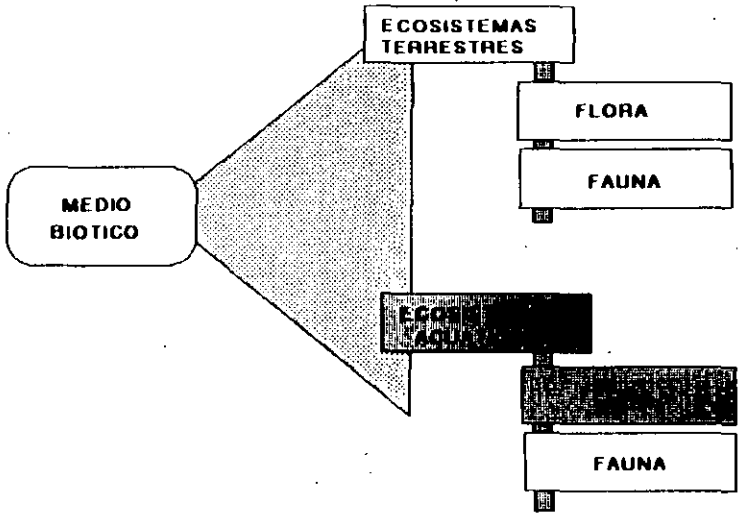 ECOSISTEMAS
TERRESTRES
FLORA
FAUNA
MEDIO
BIOTICO
FAUNA